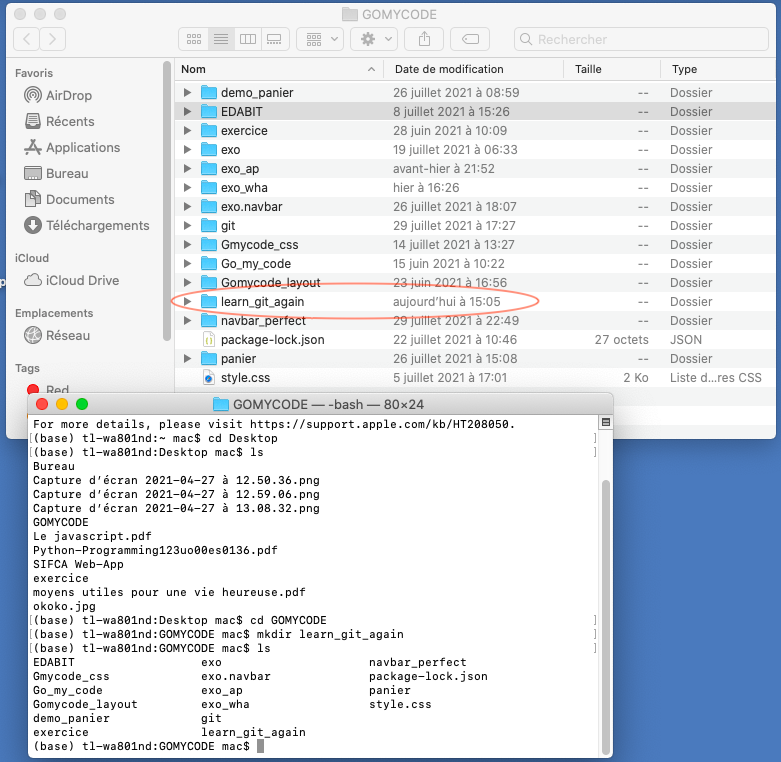 GOMYCODE
Rechercher
Favoris
AirDrop
Récents
Applications
Bureau
Documents
Téléchargements
iCloud
iCloud Drive
Emplacements
Réseau
Tags
Red
Nom Date de modification Taille Type
demo_panier 26 juillet 2021 à 08:59 -- Dossier
EDABIT 8 juillet 2021 à 15:26 -- Dossier
exercice 28 juin 2021 à 10:09 -- Dossier
exo 19 juillet 2021 à 06:33 -- Dossier
exo_ap avant-hier à 21:52 -- Dossier
exo_wha hier à 16:26 -- Dossier
exo.navbar 26 juillet 2021 à 18:07 -- Dossier
git 29 juillet 2021 à 17:27 -- Dossier
Gmycode_css 14 juillet 2021 à 13:27 -- Dossier
Go_my_code 15 juin 2021 à 10:22 -- Dossier
Gomycode_layout 23 juin 2021 à 16:56 -- Dossier
learn_git_again aujourd'hui à 15:05 -- Dossier
navbar_perfect 29 juillet 2021 à 22:49 -- Dossier
package-lock.json 22 juillet 2021 à 10:46 27 octets JSON
panier 26 juillet 2021 à 15:08 -- Dossier
style.css 5 juillet 2021 à 17:01 2 Ko Liste d...res CSS
GOMYCODE — -bash — 80×24
For more details, please visit https://support.apple.com/kb/HT208050.
[(base) tl-wa801nd:~ mac$ cd Desktop ]
[(base) tl-wa801nd:Desktop mac$ ls ]
Bureau
Capture d'écran 2021-04-27 à 12.50.36.png
Capture d'écran 2021-04-27 à 12.59.06.png
Capture d'écran 2021-04-27 à 13.08.32.png
GOMYCODE
Le javascript.pdf
Python-Programming123uo00es0136.pdf
SIFCA Web-App
exercice
moyens utiles pour une vie heureuse.pdf
okoko.jpg
[(base) tl-wa801nd:Desktop mac$ cd GOMYCODE ]
[(base) tl-wa801nd:GOMYCODE mac$ mkdir learn_git_again ]
[(base) tl-wa801nd:GOMYCODE mac$ ls ]
EDABIT exo navbar_perfect
Gmycode_css exo.navbar package-lock.json
Go_my_code exo_ap panier
Gomycode_layout exo_wha style.css
demo_panier git
exercice learn_git_again
(base) tl-wa801nd:GOMYCODE mac$